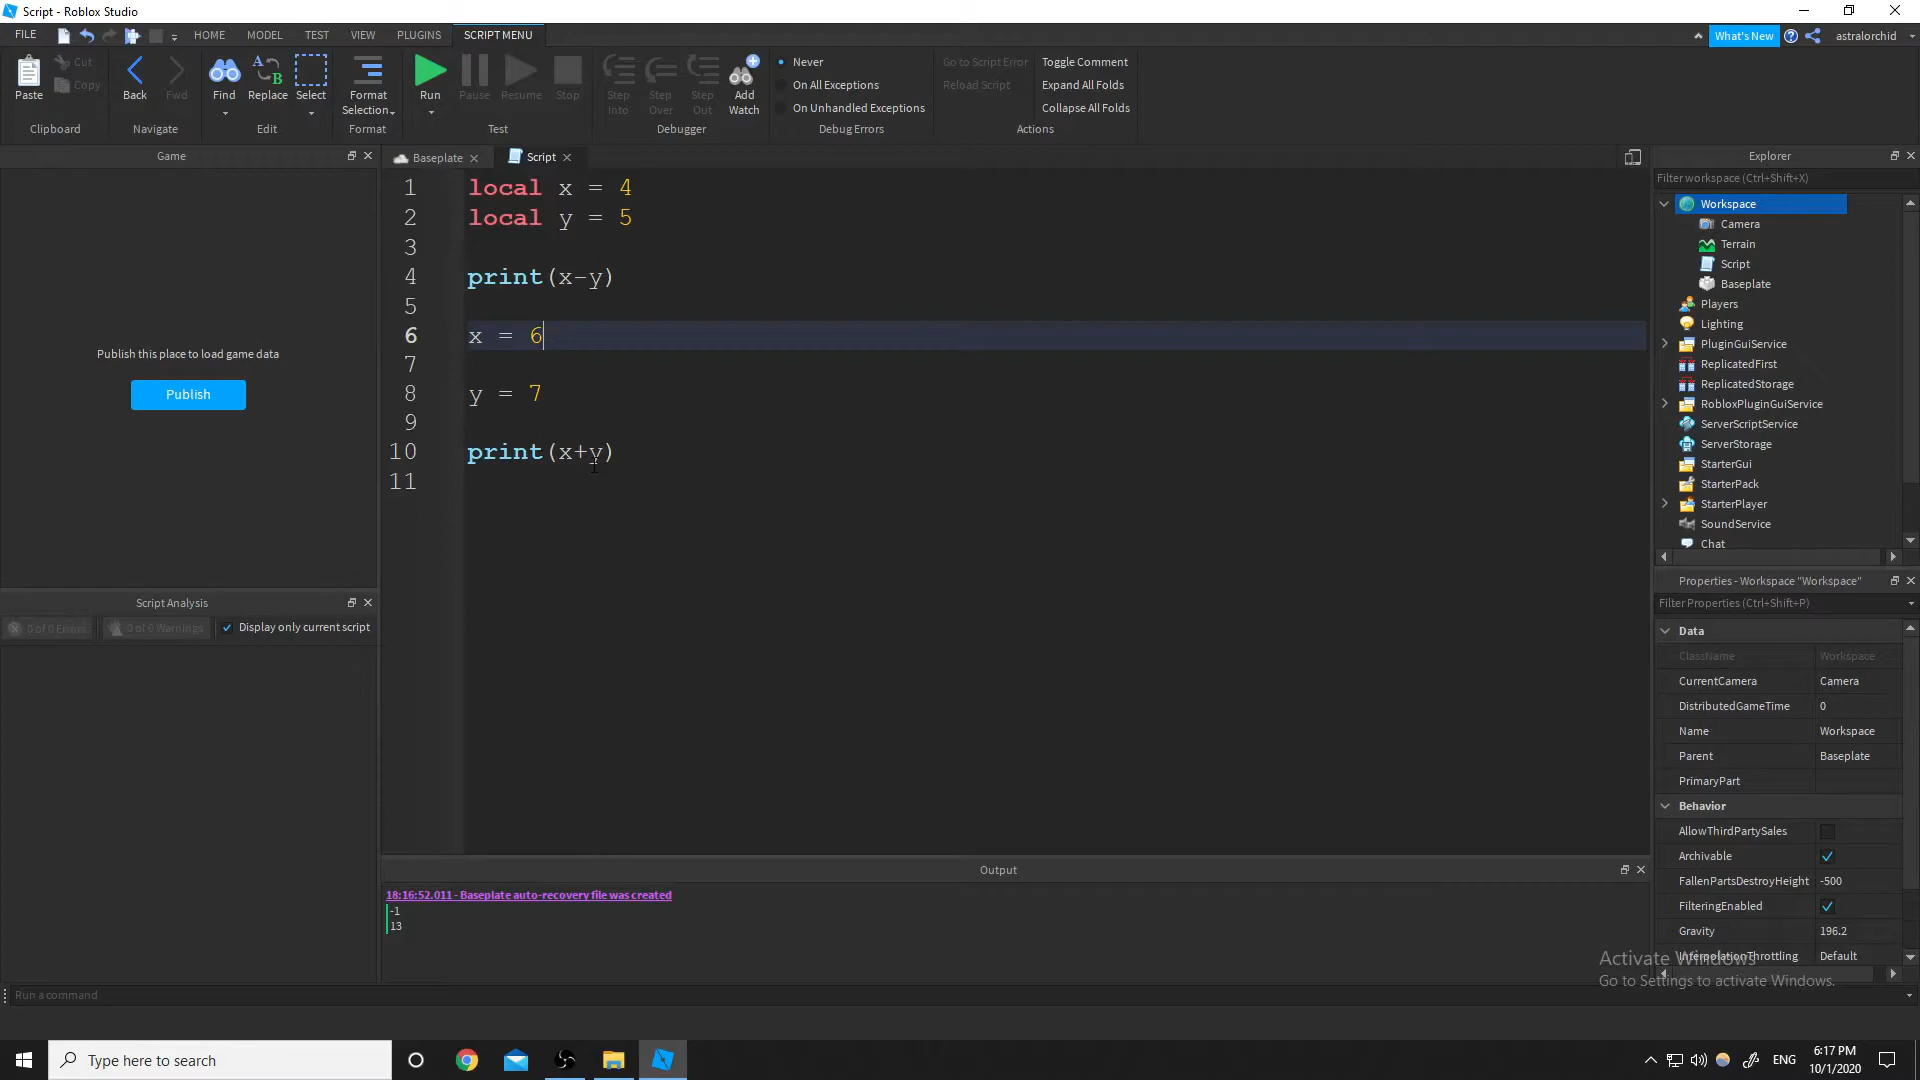 Script - Roblox Studio
FILE HOME MODEL TEST VIEW PLUGINS SCRIPT MENU What's New astralorchid
Paste Cut Copy Back Fwd Find Replace Select Format Selection Run Pause Resume Stop Step Into Step Over Step Out Add Watch
Never
On All Exceptions
On Unhandled Exceptions
Go to Script Error
Reload Script
Toggle Comment
Expand All Folds
Collapse All Folds
Clipboard Navigate Edit Format Test Debugger Debug Errors Actions
Game
Publish this place to load game data
Publish
Script Analysis
0 of 0 Errors 0 of 0 Warnings Display only current script
Baseplate Script
1 local x = 4
2 local y = 5
3
4 print(x-y)
5
6 x = 6
7
8 y = 7
9
10 print(x+y)
11
Output
18:16:52.011 - Baseplate auto-recovery file was created
-1
13
Explorer
Filter workspace (Ctrl+Shift+X)
Workspace
Camera
Terrain
Script
Baseplate
Players
Lighting
PluginGuiService
ReplicatedFirst
ReplicatedStorage
RobloxPluginGuiService
ServerScriptService
ServerStorage
StarterGui
StarterPack
StarterPlayer
SoundService
Chat
Properties - Workspace "Workspace"
Filter Properties (Ctrl+Shift+P)
Data
ClassName Workspace
CurrentCamera Camera
DistributedGameTime 0
Name Workspace
Parent Baseplate
PrimaryPart
Behavior
AllowThirdPartySales
Archivable
FallenPartsDestroyHeight -500
FilteringEnabled
Gravity 196.2
InterpolationThrottling Default
Activate Windows
Go to Settings to activate Windows.
Run a command
Type here to search
ENG
6:17 PM
10/1/2020